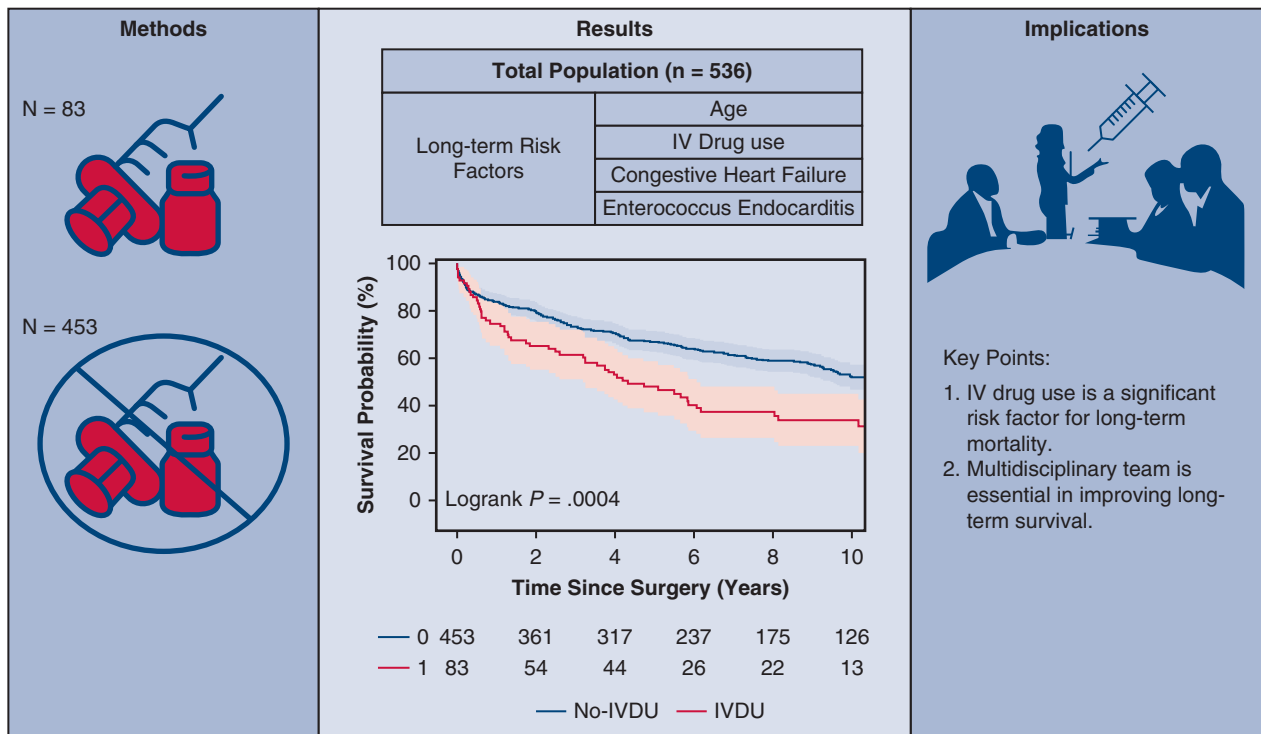 Methods
N = 83
N = 453
Results
Total Population (n = 536)
Long-term Risk
Factors
Age
IV Drug use
Congestive Heart Failure
Enterococcus Endocarditis
Survival Probability (%)
100
80
60
40
20
0
Logrank P = .0004
0 2 4 6 8 10
Time Since Surgery (Years)
0 453 361 317 237 175 126
1 83 54 44 26 22 13
No-IVDU IVDU
Implications
Key Points:
1. IV drug use is a significant
risk factor for long-term
mortality.
2. Multidisciplinary team is
essential in improving long-
term survival.